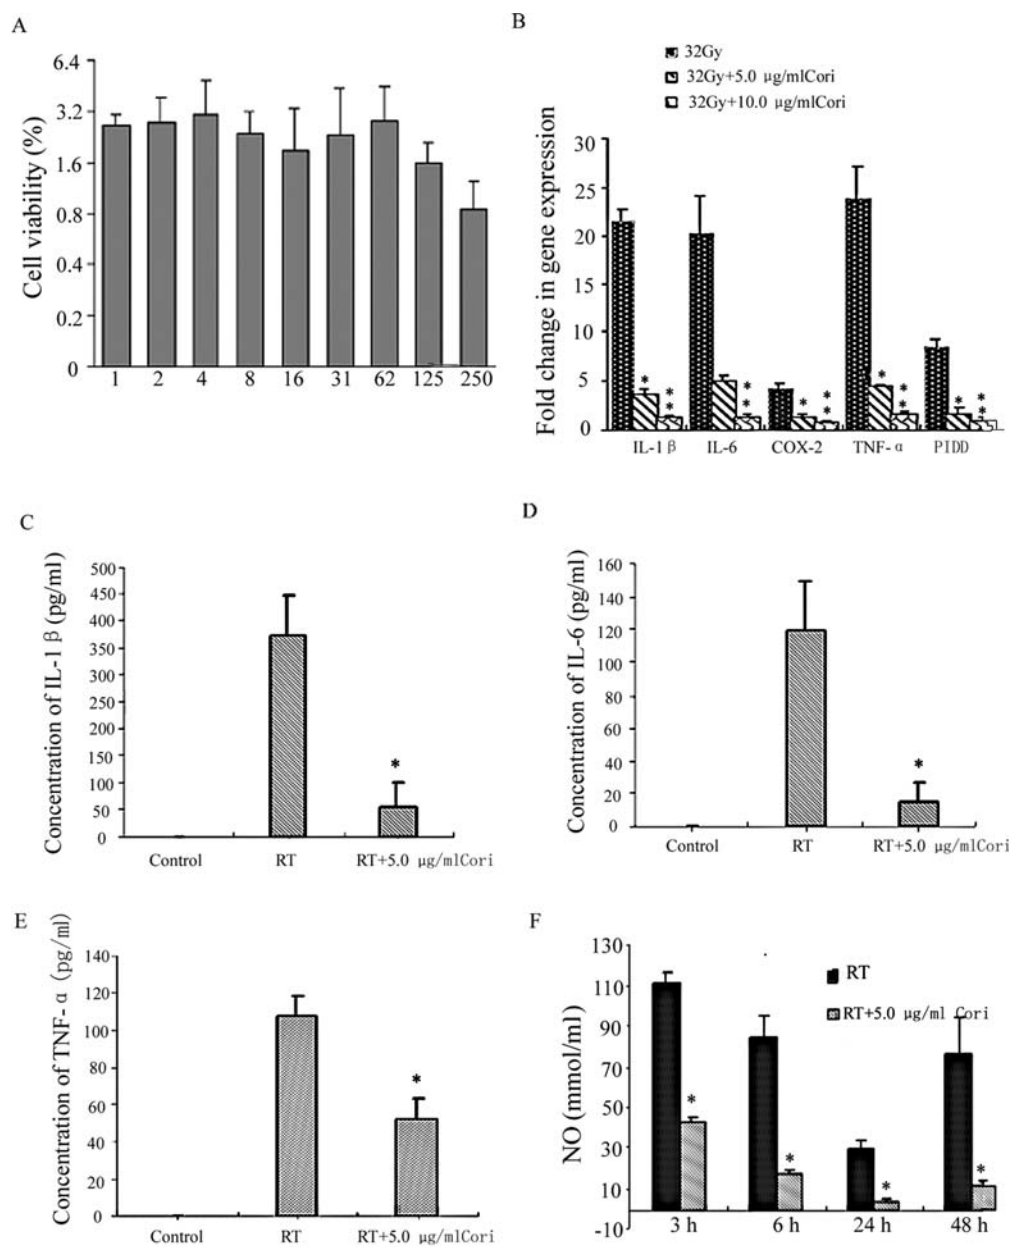 A
6.4
3.2
1.6
0.8
0.4
0.2
0
Cell viability (%)
1 2 4 8 16 31 62 125 250
B
32Gy
32Gy+5.0 μg/mlCori
32Gy+10.0 μg/mlCori
30
25
20
15
10
5
0
Fold change in gene expression
* ** ** * ** * ** * **
IL-1 β IL-6 COX-2 TNF-α PIDD
C
500
450
400
350
300
250
200
150
100
50
0
Concentration of IL-1 β (pg/ml)
*
Control RT RT+5.0 μg/mlCori
D
160
140
120
100
80
60
40
20
0
Concentration of IL-6 (pg/ml)
*
Control RT RT+5.0 μg/mlCori
E
140
120
100
80
60
40
20
0
Concentration of TNF-α (pg/ml)
*
Control RT RT+5.0 μg/mlCori
F
130
110
90
70
50
30
10
-10
NO (mmol/ml)
RT
RT+5.0 μg/ml Cori
* * * *
3 h 6 h 24 h 48 h